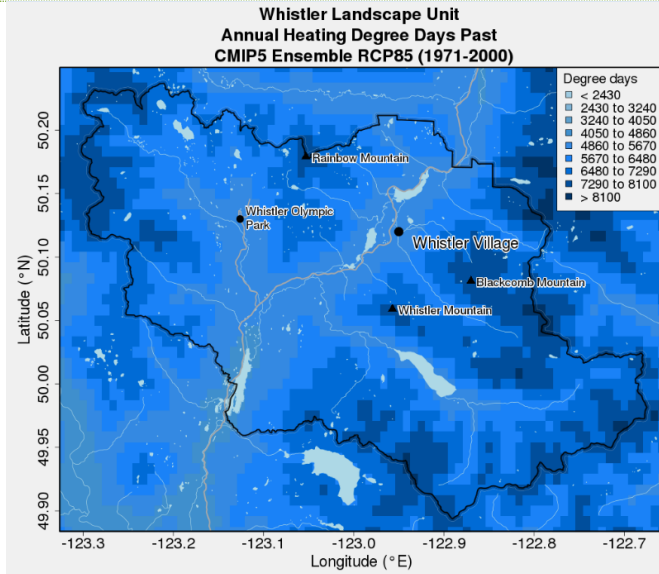 Whistler Landscape Unit
Annual Heating Degree Days Past
CMIP5 Ensemble RCP85 (1971-2000)
Degree days
< 2430
2430 to 3240
3240 to 4050
4050 to 4860
4860 to 5670
5670 to 6480
6480 to 7290
7290 to 8100
> 8100
Rainbow Mountain
Whistler Olympic
Park
Whistler Village
Blackcomb Mountain
Whistler Mountain
Latitude (°N)
50.20
50.15
50.10
50.05
50.00
49.95
49.90
-123.3
-123.2
-123.1
-123.0
-122.9
-122.8
-122.7
Longitude (°E)